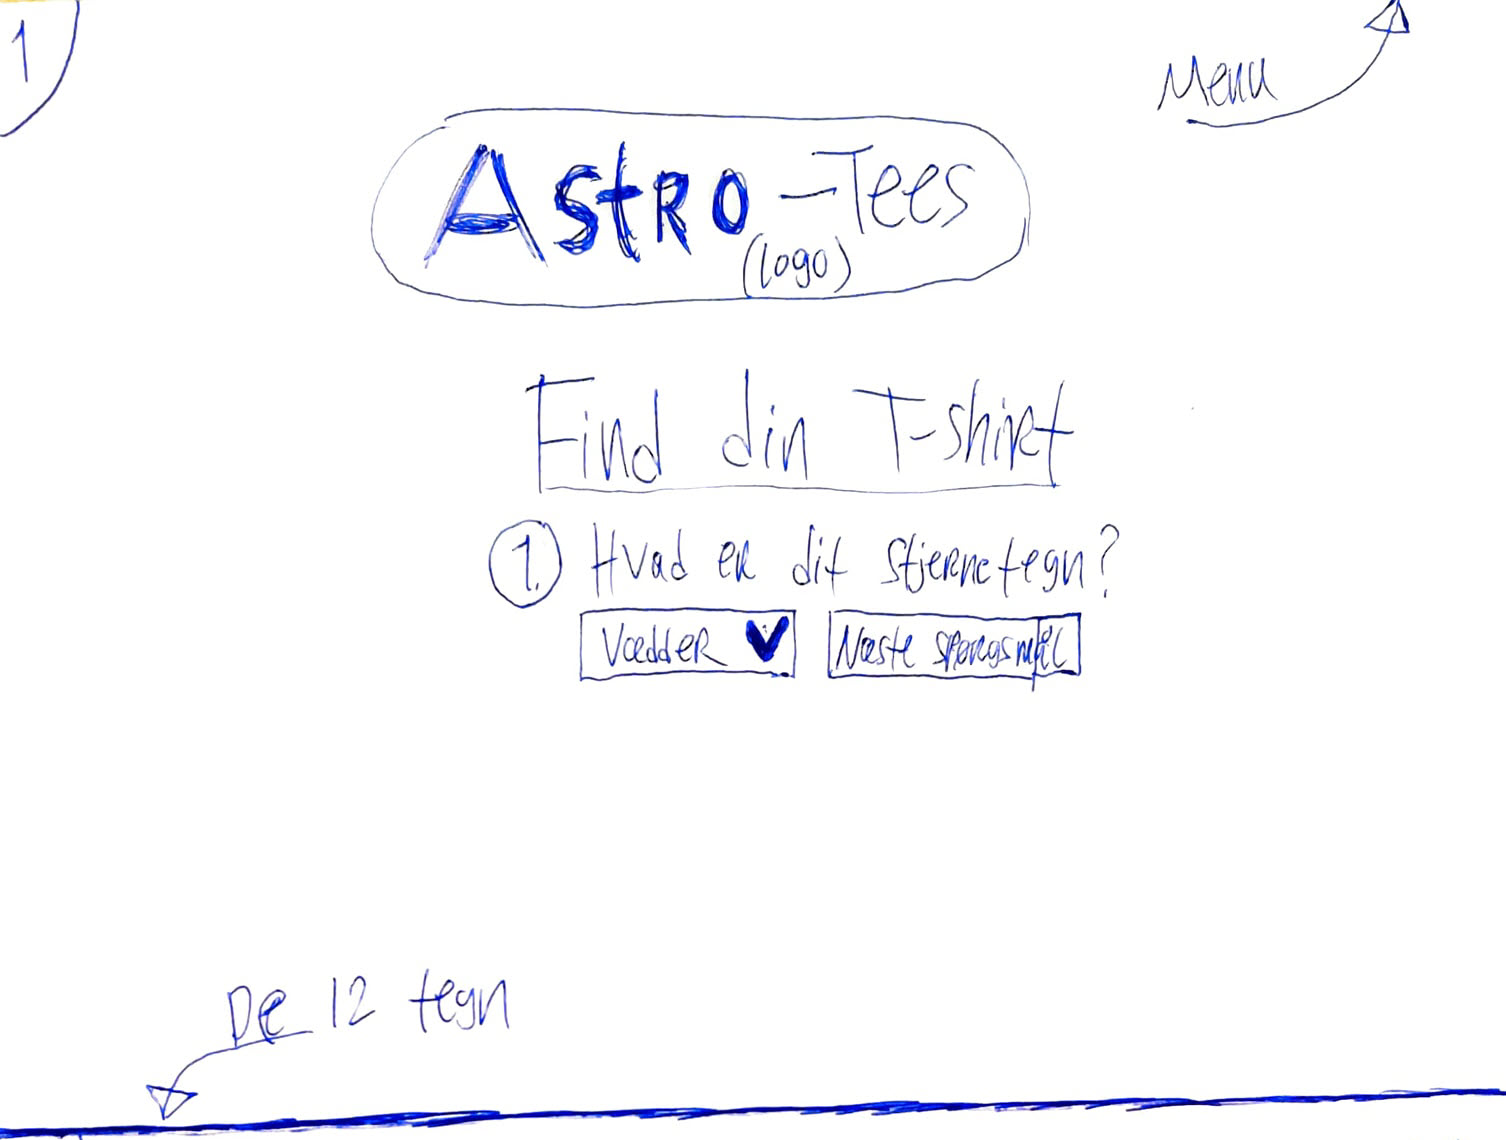 1
Menu
Astro-Tees
(logo)
Find din T-shirt
1. Hvad er dit stjernetegn?
Vædder
Næste spørgsmål
De 12 tegn